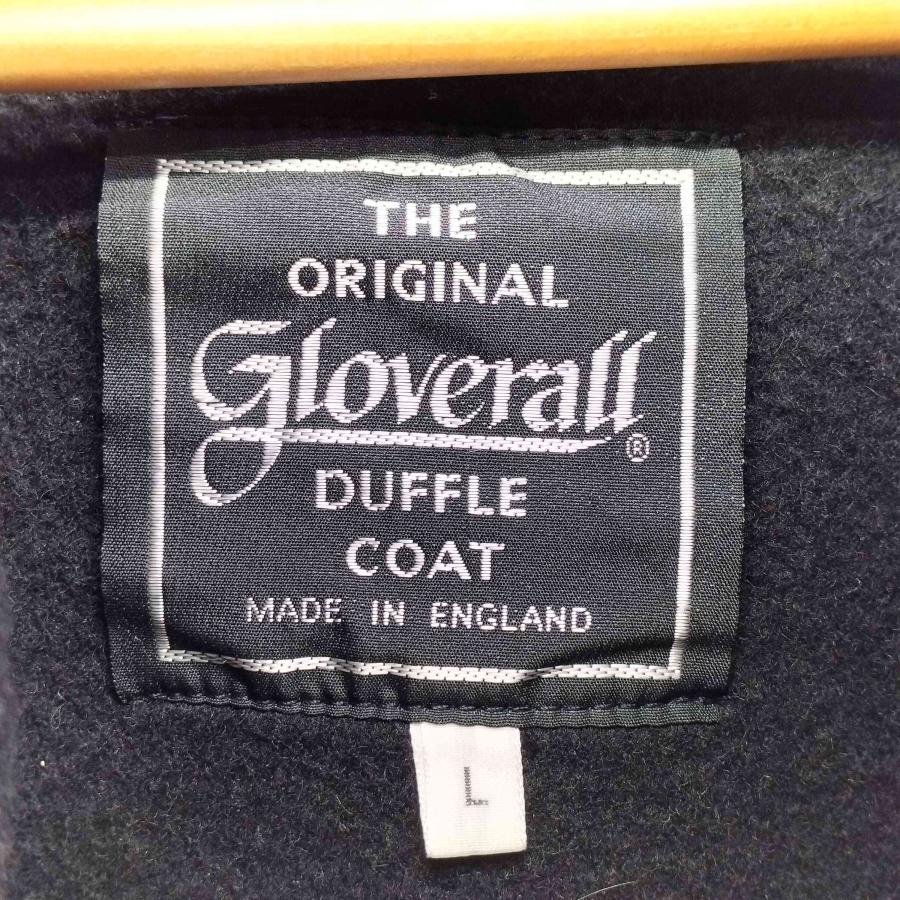 THE
ORIGINAL
Gloverall®
DUFFLE
COAT
MADE IN ENGLAND
L